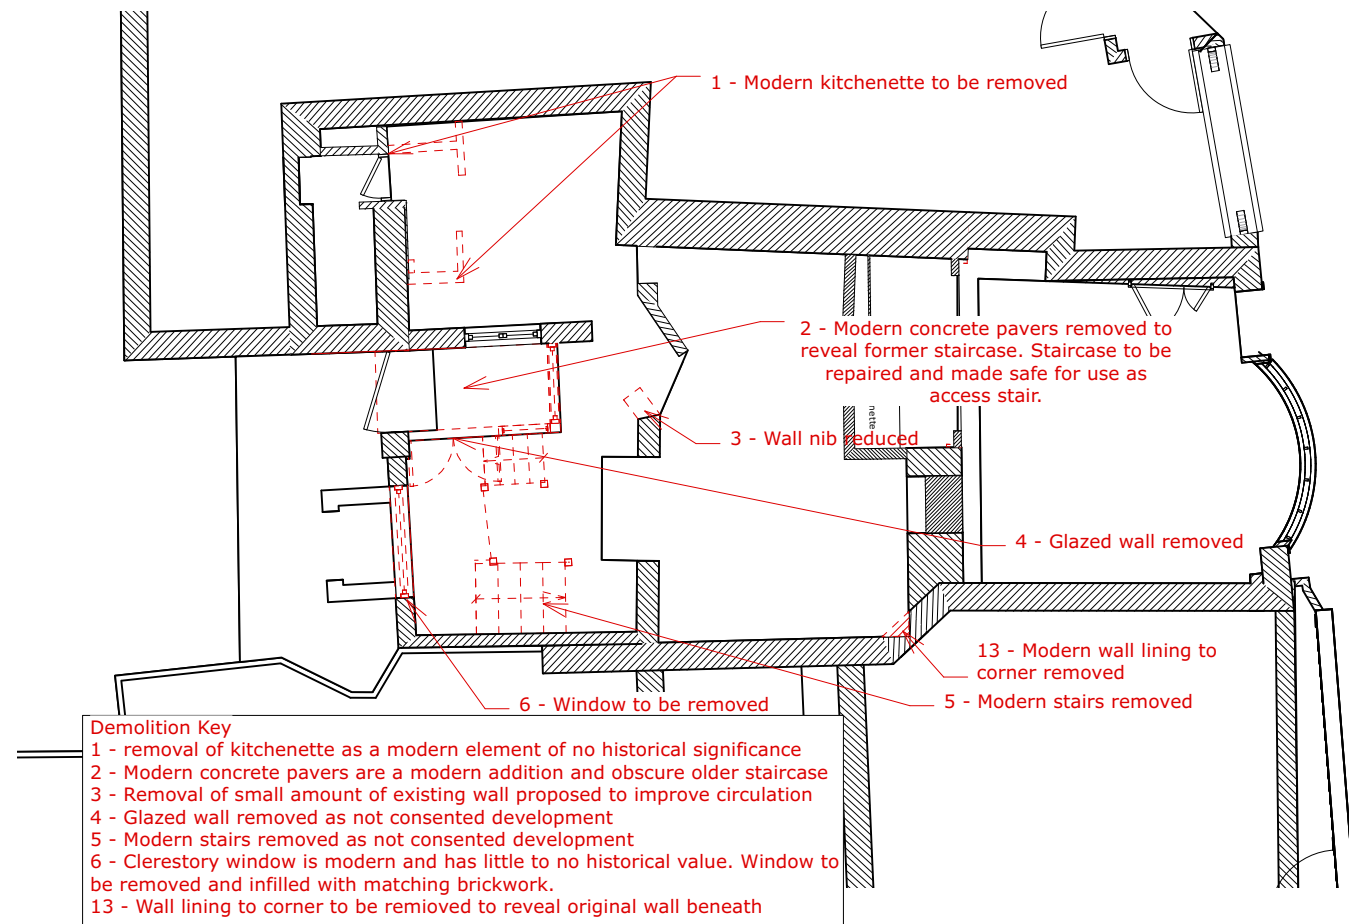 1 - Modern kitchenette to be removed
2 - Modern concrete pavers removed to
reveal former staircase. Staircase to be
repaired and made safe for use as
access stair.
nette
3 - Wall nib reduced
4 - Glazed wall removed
13 - Modern wall lining to
corner removed
5 - Modern stairs removed
6 - Window to be removed
Demolition Key
1 - removal of kitchenette as a modern element of no historical significance
2 - Modern concrete pavers are a modern addition and obscure older staircase
3 - Removal of small amount of existing wall proposed to improve circulation
4 - Glazed wall removed as not consented development
5 - Modern stairs removed as not consented development
6 - Clerestory window is modern and has little to no historical value. Window to
be removed and infilled with matching brickwork.
13 - Wall lining to corner to be remioved to reveal original wall beneath